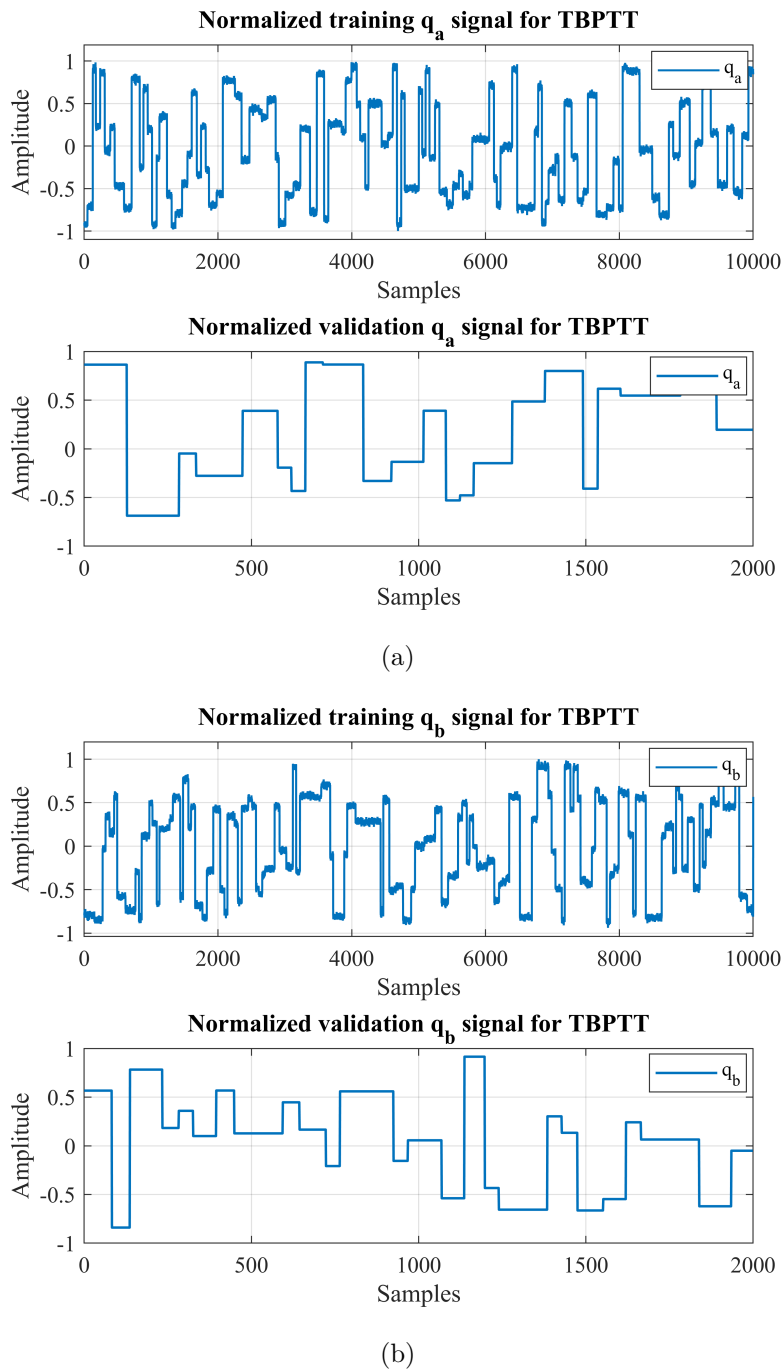 Normalized training q_a signal for TBPTT
1
0.5
0
-0.5
-1
Amplitude
q_a
0 2000 4000 6000 8000 10000
Samples
Normalized validation q_a signal for TBPTT
1
0.5
0
-0.5
-1
Amplitude
q_a
0 500 1000 1500 2000
Samples
(a)
Normalized training q_b signal for TBPTT
1
0.5
0
-0.5
-1
Amplitude
q_b
0 2000 4000 6000 8000 10000
Samples
Normalized validation q_b signal for TBPTT
1
0.5
0
-0.5
-1
Amplitude
q_b
0 500 1000 1500 2000
Samples
(b)